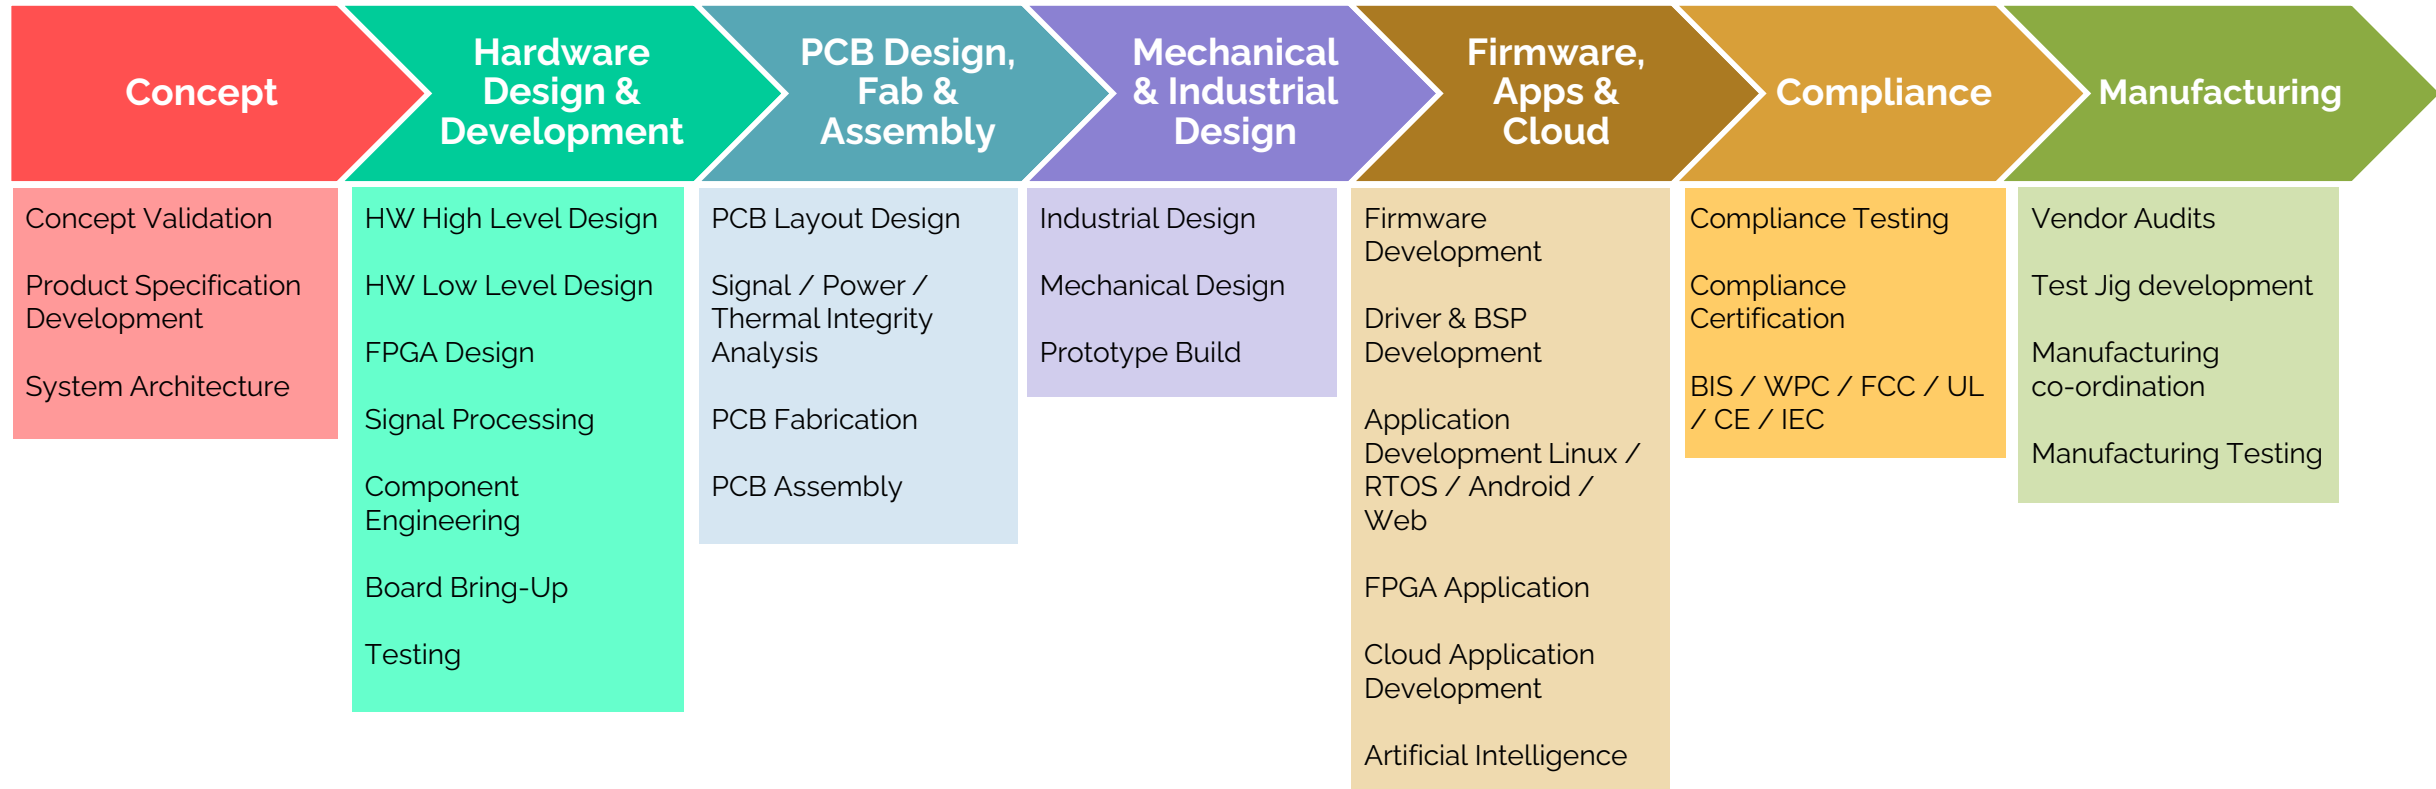 Concept
Hardware
Design &
Development
PCB Design,
Fab &
Assembly
Mechanical
& Industrial
Design
Firmware,
Apps &
Cloud
Compliance
Manufacturing
Concept Validation
Product Specification
Development
System Architecture
HW High Level Design
HW Low Level Design
FPGA Design
Signal Processing
Component
Engineering
Board Bring-Up
Testing
PCB Layout Design
Signal / Power /
Thermal Integrity
Analysis
PCB Fabrication
PCB Assembly
Industrial Design
Mechanical Design
Prototype Build
Firmware
Development
Driver & BSP
Development
Application
Development Linux /
RTOS / Android /
Web
FPGA Application
Cloud Application
Development
Artificial Intelligence
Compliance Testing
Compliance
Certification
BIS / WPC / FCC / UL
/ CE / IEC
Vendor Audits
Test Jig development
Manufacturing
co-ordination
Manufacturing Testing